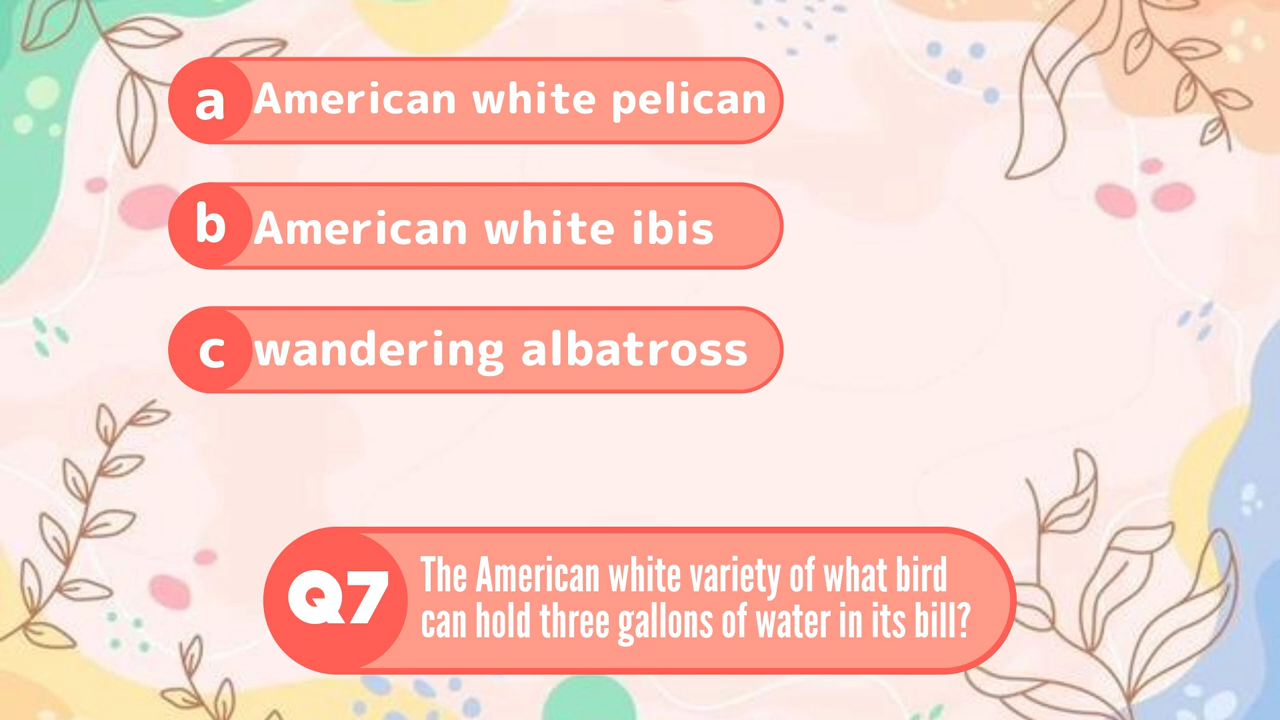 a American white pelican
b American white ibis
c wandering albatross
Q7 The American white variety of what bird
can hold three gallons of water in its bill?